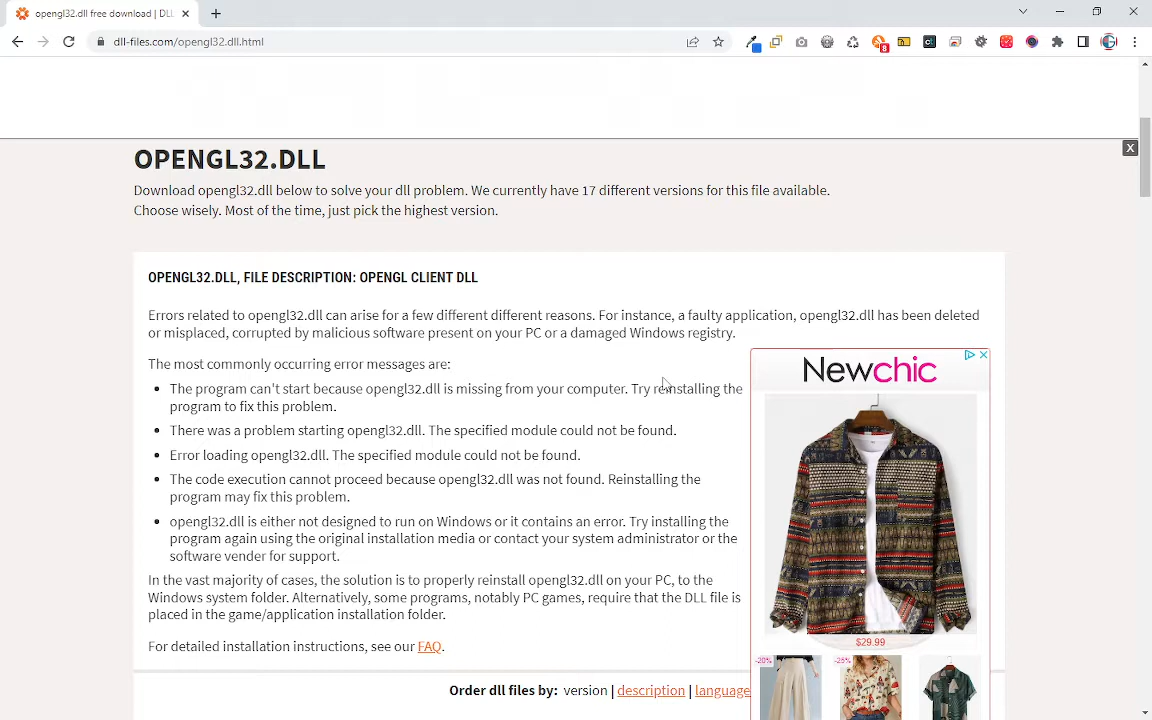 opengl32.dll free download | DLL
dll-files.com/opengl32.dll.html
8
X
OPENGL32.DLL
Download opengl32.dll below to solve your dll problem. We currently have 17 different versions for this file available.
Choose wisely. Most of the time, just pick the highest version.
OPENGL32.DLL, FILE DESCRIPTION: OPENGL CLIENT DLL
Errors related to opengl32.dll can arise for a few different different reasons. For instance, a faulty application, opengl32.dll has been deleted
or misplaced, corrupted by malicious software present on your PC or a damaged Windows registry.
The most commonly occurring error messages are:
• The program can't start because opengl32.dll is missing from your computer. Try reinstalling the
program to fix this problem.
• There was a problem starting opengl32.dll. The specified module could not be found.
• Error loading opengl32.dll. The specified module could not be found.
• The code execution cannot proceed because opengl32.dll was not found. Reinstalling the
program may fix this problem.
• opengl32.dll is either not designed to run on Windows or it contains an error. Try installing the
program again using the original installation media or contact your system administrator or the
software vender for support.
In the vast majority of cases, the solution is to properly reinstall opengl32.dll on your PC, to the
Windows system folder. Alternatively, some programs, notably PC games, require that the DLL file is
placed in the game/application installation folder.
For detailed installation instructions, see our FAQ.
Order dll files by: version | description | language
Newchic
$29.99
-20%
-25%